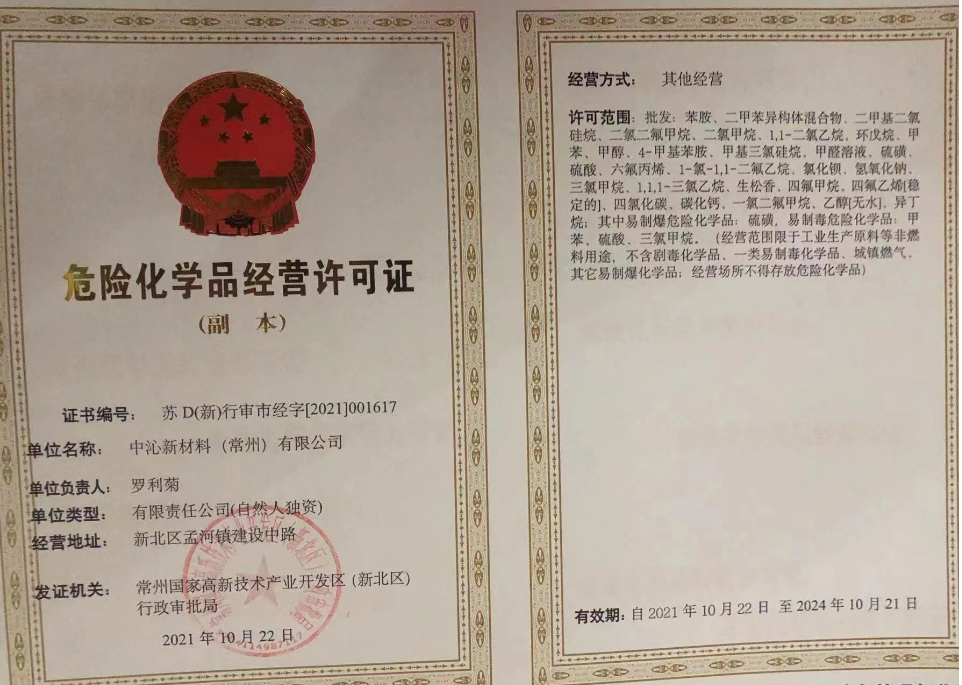 危险化学品经营许可证
(副 本)
证书编号： 苏 D(新)行审市经字[2021]001617
单位名称： 中沁新材料（常州）有限公司
单位负责人： 罗利菊
单位类型： 有限责任公司(自然人独资)
经营地址： 新北区孟河镇建设中路
发证机关： 常州国家高新技术产业开发区（新北区）
行政审批局
2021 年 10 月 22 日
经营方式： 其他经营
许可范围：批发：苯胺、二甲苯异构体混合物、二甲基二氯
硅烷、二氯二氟甲烷、二氯甲烷、1,1-二氯乙烷、环戊烷、甲
苯、甲醇、4-甲基苯胺、甲基三氯硅烷、甲醛溶液、硫磺、
硫酸、六氟丙烯、1-氯-1,1-二氟乙烷、氯化钡、氢氧化钠、
三氯甲烷、1,1,1-三氯乙烷、生松香、四氟甲烷、四氟乙烯[稳
定的]、四氯化碳、碳化钙、一氯二氟甲烷、乙醇[无水]、异丁
烷；其中易制爆危险化学品：硫磺，易制毒危险化学品：甲
苯、硫酸、三氯甲烷。（经营范围限于工业生产原料等非燃
料用途，不含剧毒化学品、一类易制毒化学品、城镇燃气、
其它易制爆化学品；经营场所不得存放危险化学品）
有效期：自 2021 年 10 月 22 日 至 2024 年 10 月 21 日